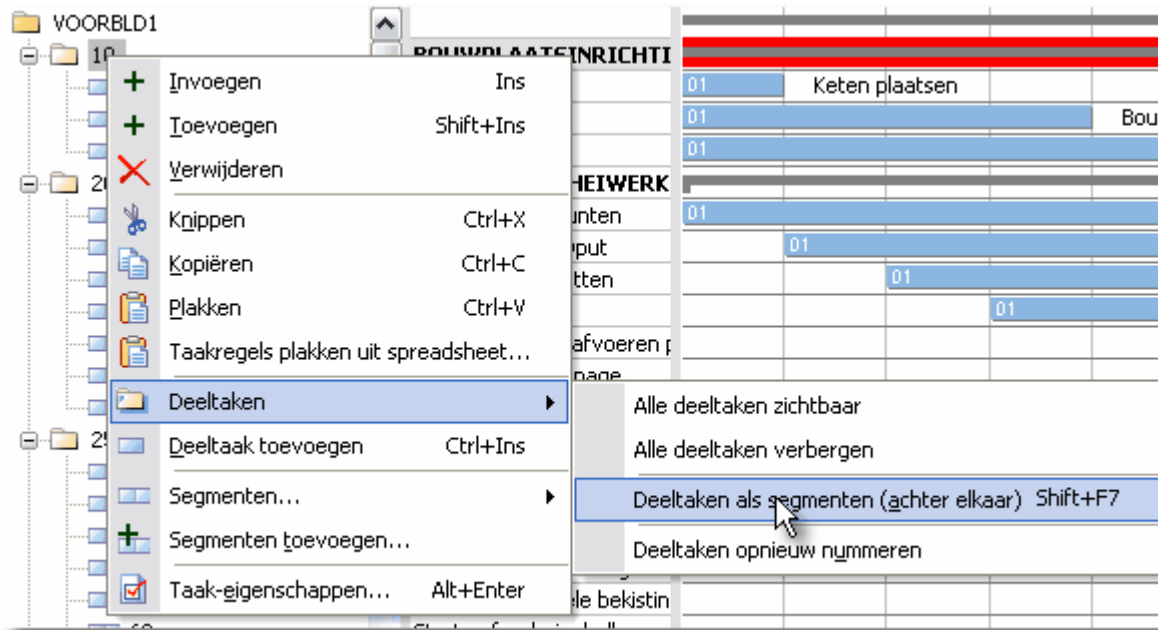 VOORBLD1
10 BOUWPLAATSINRICHTI
Invoegen Ins
Toevoegen Shift+Ins
Verwijderen
Knippen Ctrl+X
Kopiëren Ctrl+C
Plakken Ctrl+V
Taakregels plakken uit spreadsheet...
Deeltaken
Deeltaak toevoegen Ctrl+Ins
Segmenten...
Segmenten toevoegen...
Taak-eigenschappen... Alt+Enter
Alle deeltaken zichtbaar
Alle deeltaken verbergen
Deeltaken als segmenten (achter elkaar) Shift+F7
Deeltaken opnieuw nummeren
01 Keten plaatsen
01 Bou
01
HEIWERK
unten 01
put 01
tten 01
01
afvoeren p
page
ele bekistin
60